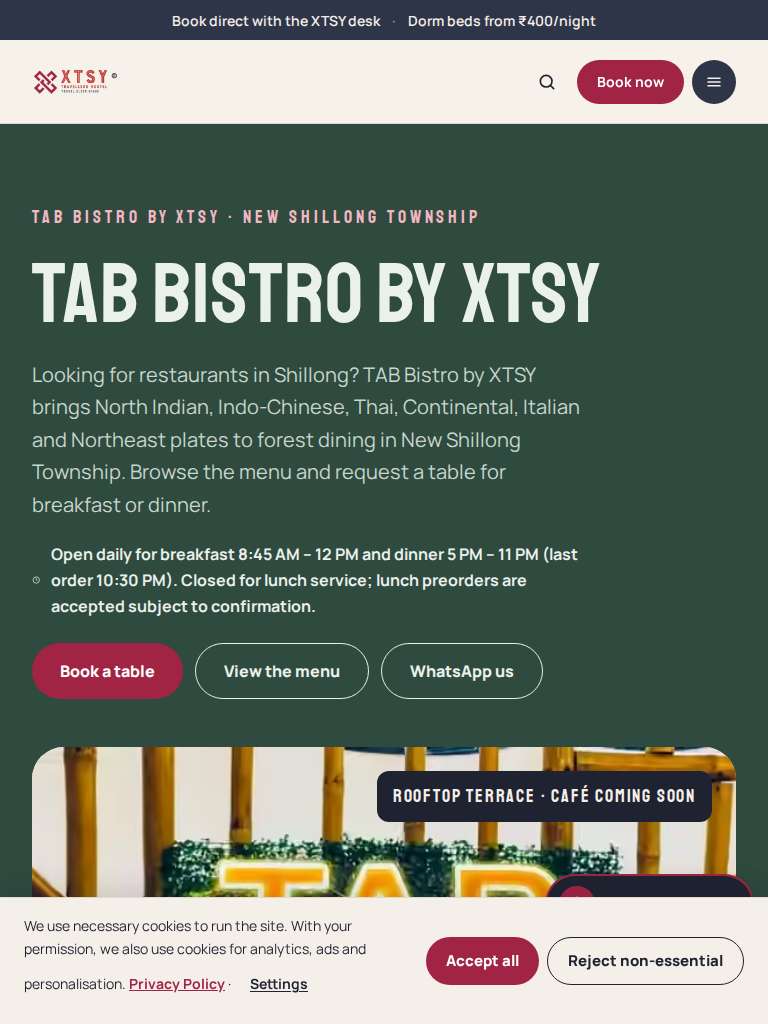 Book direct with the XTSY desk · Dorm beds from ₹400/night
XTSY
TRAVELLERS HOSTEL
Book now
TAB BISTRO BY XTSY · NEW SHILLONG TOWNSHIP
TAB BISTRO BY XTSY
Looking for restaurants in Shillong? TAB Bistro by XTSY
brings North Indian, Indo-Chinese, Thai, Continental, Italian
and Northeast plates to forest dining in New Shillong
Township. Browse the menu and request a table for
breakfast or dinner.
Open daily for breakfast 8:45 AM – 12 PM and dinner 5 PM – 11 PM (last
order 10:30 PM). Closed for lunch service; lunch preorders are
accepted subject to confirmation.
Book a table
View the menu
WhatsApp us
ROOFTOP TERRACE · CAFÉ COMING SOON
TAB
We use necessary cookies to run the site. With your
permission, we also use cookies for analytics, ads and
personalisation. Privacy Policy · Settings
Accept all
Reject non-essential